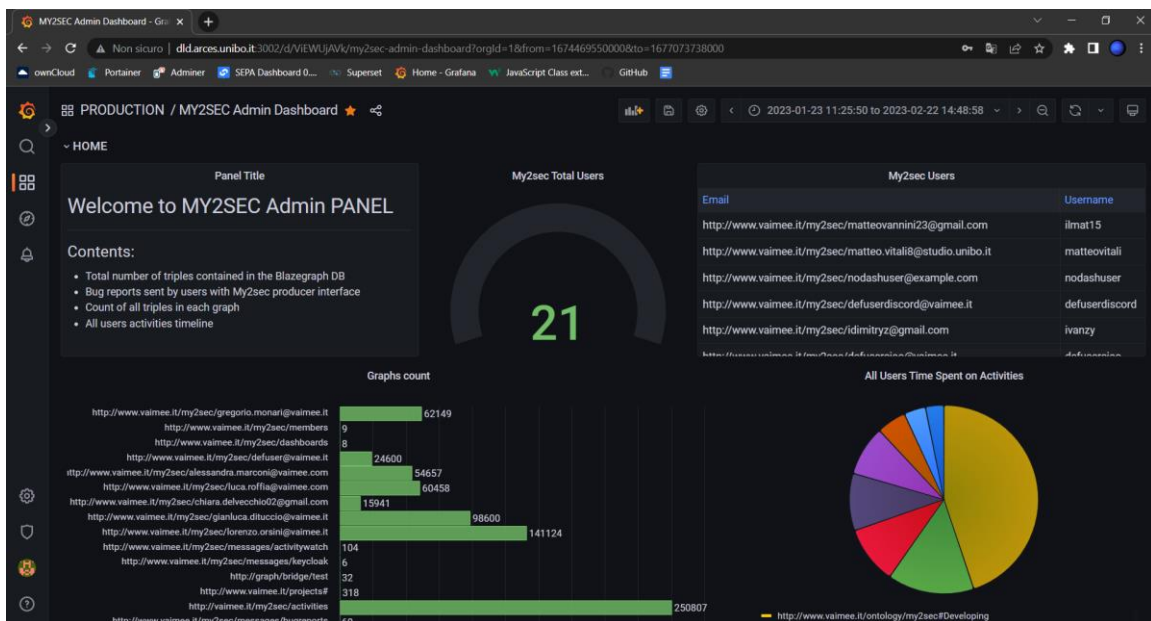 MY2SEC Admin Dashboard - Gra
Non sicuro | dld.arces.unibo.it:3002/d/ViEWUjAVk/my2sec-admin-dashboard?orgId=1&from=1674469550000&to=1677073738000
ownCloud Portainer Adminer SEPA Dashboard 0.... Superset Home - Grafana JavaScript Class ext... GitHub
PRODUCTION / MY2SEC Admin Dashboard
2023-01-23 11:25:50 to 2023-02-22 14:48:58
HOME
Panel Title
Welcome to MY2SEC Admin PANEL
Contents:
Total number of triples contained in the Blazegraph DB
Bug reports sent by users with My2sec producer interface
Count of all triples in each graph
All users activities timeline
My2sec Total Users
21
My2sec Users
Email Username
http://www.vaimee.it/my2sec/matteovannini23@gmail.com ilmat15
http://www.vaimee.it/my2sec/matteo.vitali8@studio.unibo.it matteovitali
http://www.vaimee.it/my2sec/nodashuser@example.com nodashuser
http://www.vaimee.it/my2sec/defuserdiscord@vaimee.it defuserdiscord
http://www.vaimee.it/my2sec/idimitryz@gmail.com ivanzy
Graphs count
http://www.vaimee.it/my2sec/gregorio.monari@vaimee.it 62149
http://www.vaimee.it/my2sec/members 9
http://www.vaimee.it/my2sec/dashboards 8
http://www.vaimee.it/my2sec/defuser@vaimee.it 24600
ttp://www.vaimee.it/my2sec/alessandra.marconi@vaimee.com 54657
http://www.vaimee.it/my2sec/luca.roffia@vaimee.com 60458
http://www.vaimee.it/my2sec/chiara.delvecchio02@gmail.com 15941
http://www.vaimee.it/my2sec/gianluca.dituccio@vaimee.it 98600
http://www.vaimee.it/my2sec/lorenzo.orsini@vaimee.it 141124
http://www.vaimee.it/my2sec/messages/activitywatch 104
http://www.vaimee.it/my2sec/messages/keycloak 6
http://graph/bridge/test 32
http://www.vaimee.it/projects# 318
http://vaimee.it/my2sec/activities 250807
All Users Time Spent on Activities
http://www.vaimee.it/ontology/my2sec#Developing